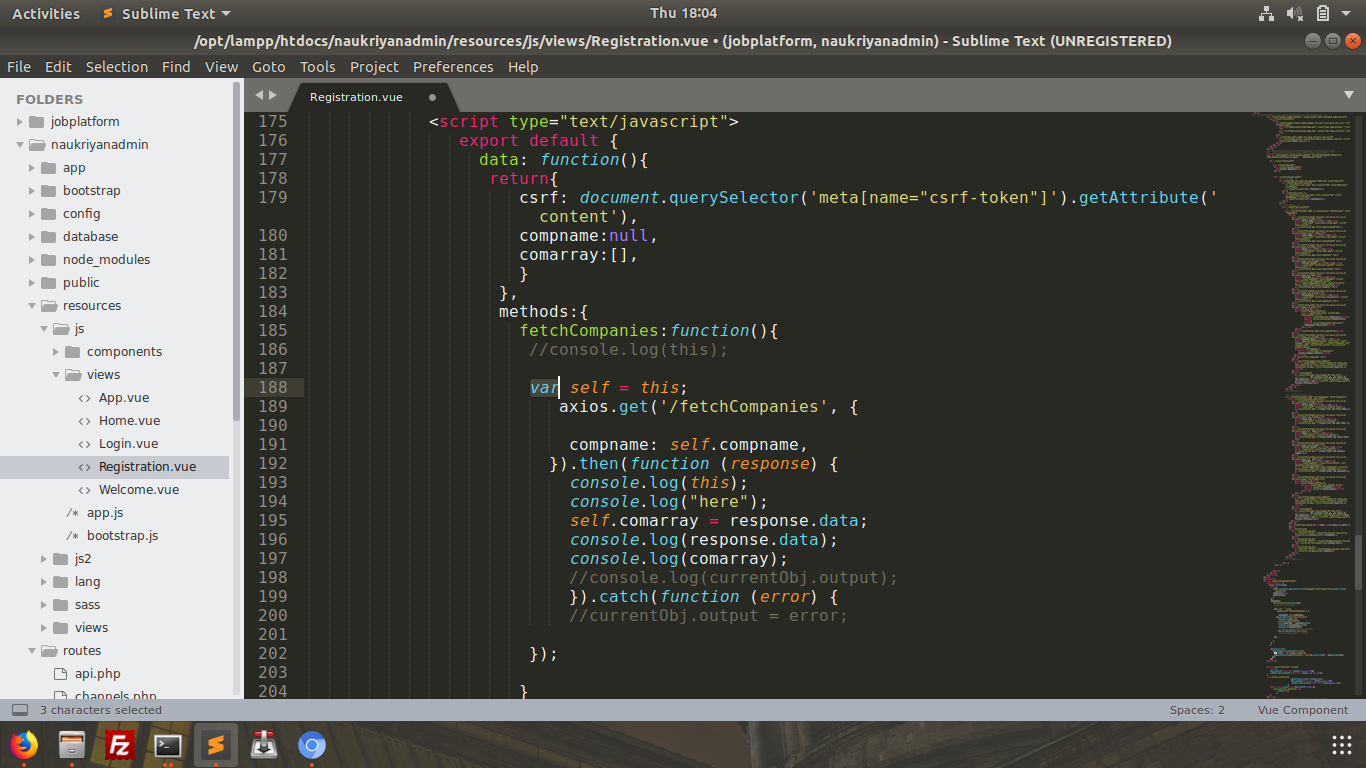 Activities Sublime Text Thu 18:04
/opt/lampp/htdocs/naukriyanadmin/resources/js/views/Registration.vue • (jobplatform, naukriyanadmin) - Sublime Text (UNREGISTERED)
File Edit Selection Find View Goto Tools Project Preferences Help
FOLDERS
jobplatform
naukriyanadmin
app
bootstrap
config
database
node_modules
public
resources
js
components
views
App.vue
Home.vue
Login.vue
Registration.vue
Welcome.vue
/* app.js
/* bootstrap.js
js2
lang
sass
views
routes
api.php
channels.php
Registration.vue
175 <script type="text/javascript">
176 export default {
177 data: function(){
178 return{
179 csrf: document.querySelector('meta[name="csrf-token"]').getAttribute('
content'),
180 compname:null,
181 comarray:[],
182 }
183 },
184 methods:{
185 fetchCompanies:function(){
186 //console.log(this);
187
188 var self = this;
189 axios.get('/fetchCompanies', {
190
191 compname: self.compname,
192 }).then(function (response) {
193 console.log(this);
194 console.log("here");
195 self.comarray = response.data;
196 console.log(response.data);
197 console.log(comarray);
198 //console.log(currentObj.output);
199 }).catch(function (error) {
200 //currentObj.output = error;
201
202 });
203
204 }
3 characters selected Spaces: 2 Vue Component